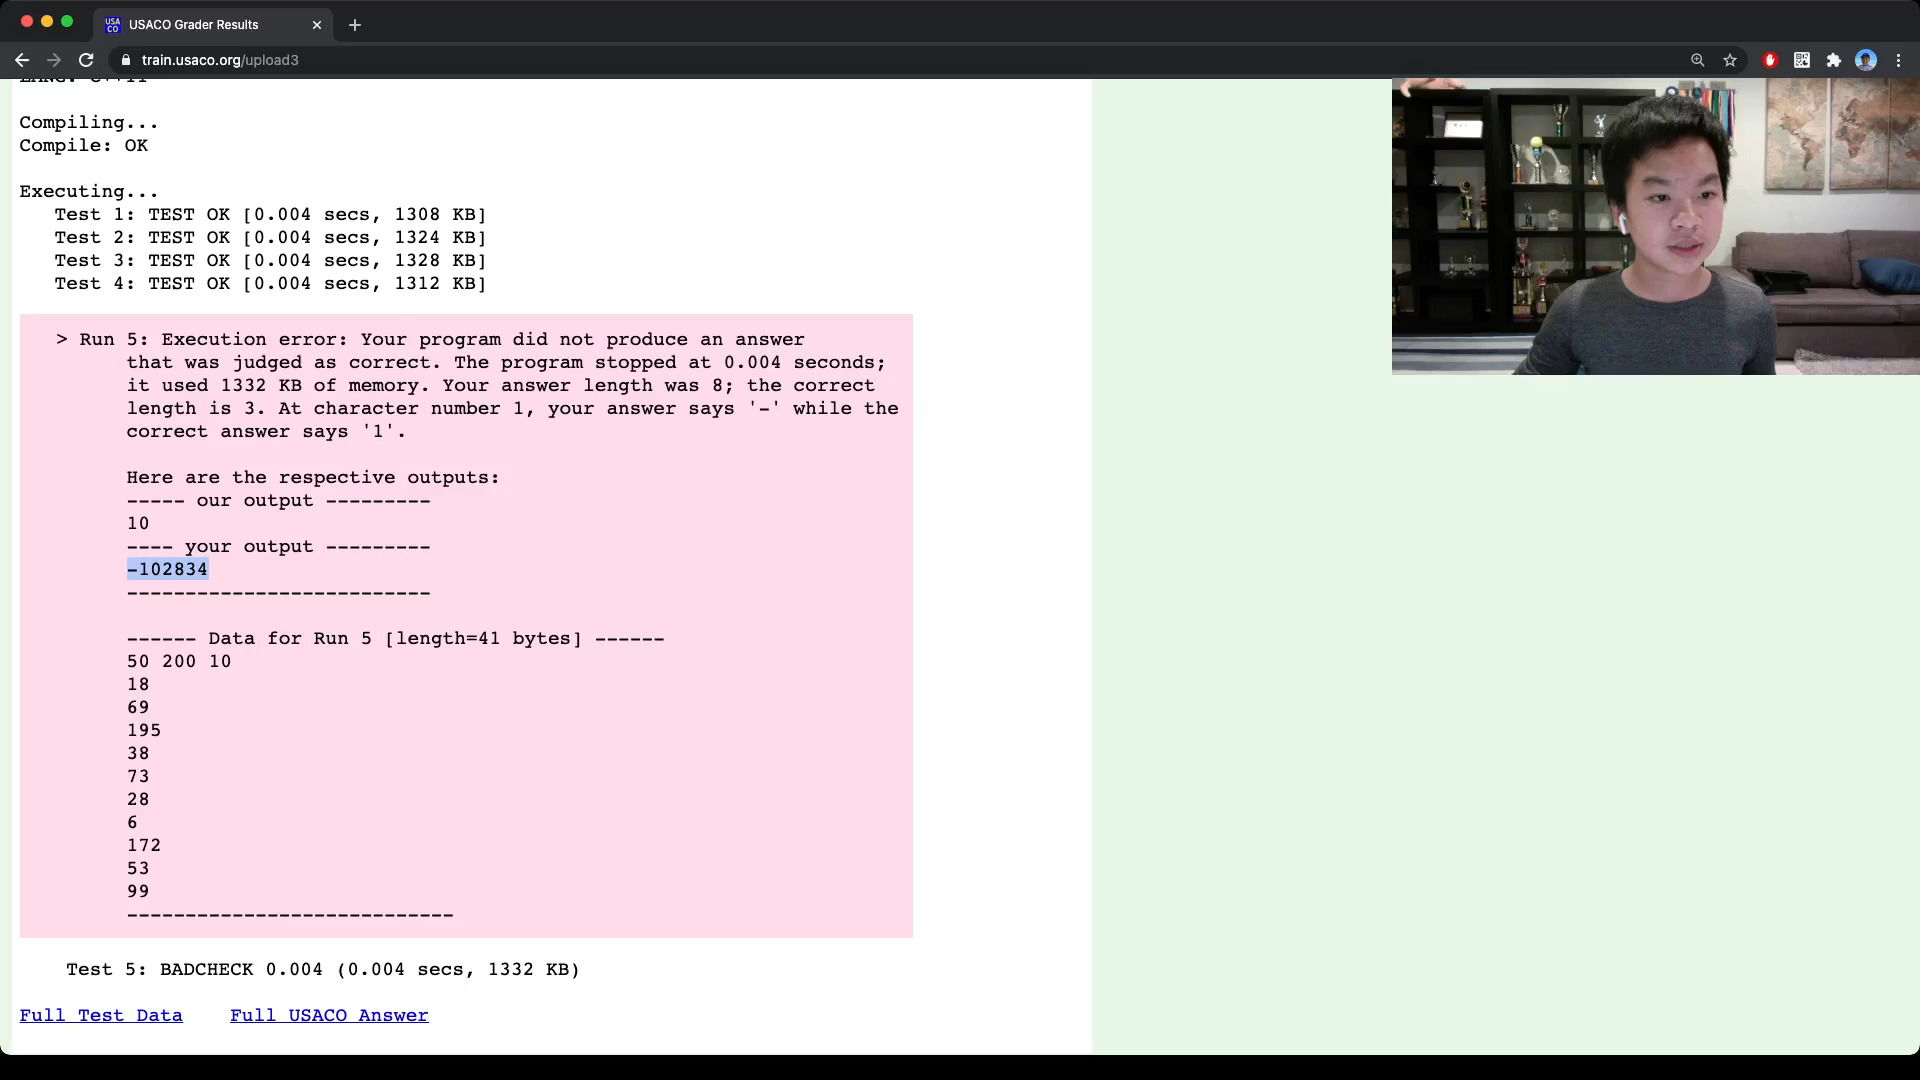 USACO Grader Results
train.usaco.org/upload3
LANG: C++11
Compiling...
Compile: OK
Executing...
Test 1: TEST OK [0.004 secs, 1308 KB]
Test 2: TEST OK [0.004 secs, 1324 KB]
Test 3: TEST OK [0.004 secs, 1328 KB]
Test 4: TEST OK [0.004 secs, 1312 KB]
> Run 5: Execution error: Your program did not produce an answer
that was judged as correct. The program stopped at 0.004 seconds;
it used 1332 KB of memory. Your answer length was 8; the correct
length is 3. At character number 1, your answer says '-' while the
correct answer says '1'.
Here are the respective outputs:
----- our output ---------
10
---- your output ---------
-102834
--------------------------
------ Data for Run 5 [length=41 bytes] ------
50 200 10
18
69
195
38
73
28
6
172
53
99
----------------------------
Test 5: BADCHECK 0.004 (0.004 secs, 1332 KB)
Full Test Data Full USACO Answer